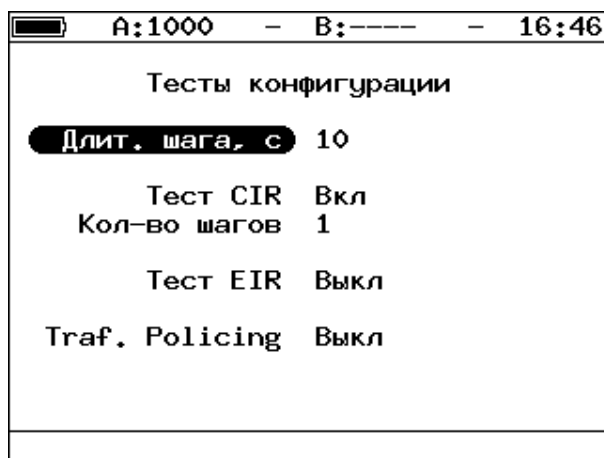 A:1000 – B:---- – 16:46
Тесты конфигурации
Длит. шага, с 10
Тест CIR Вкл
Кол-во шагов 1
Тест EIR Выкл
Traf. Policing Выкл